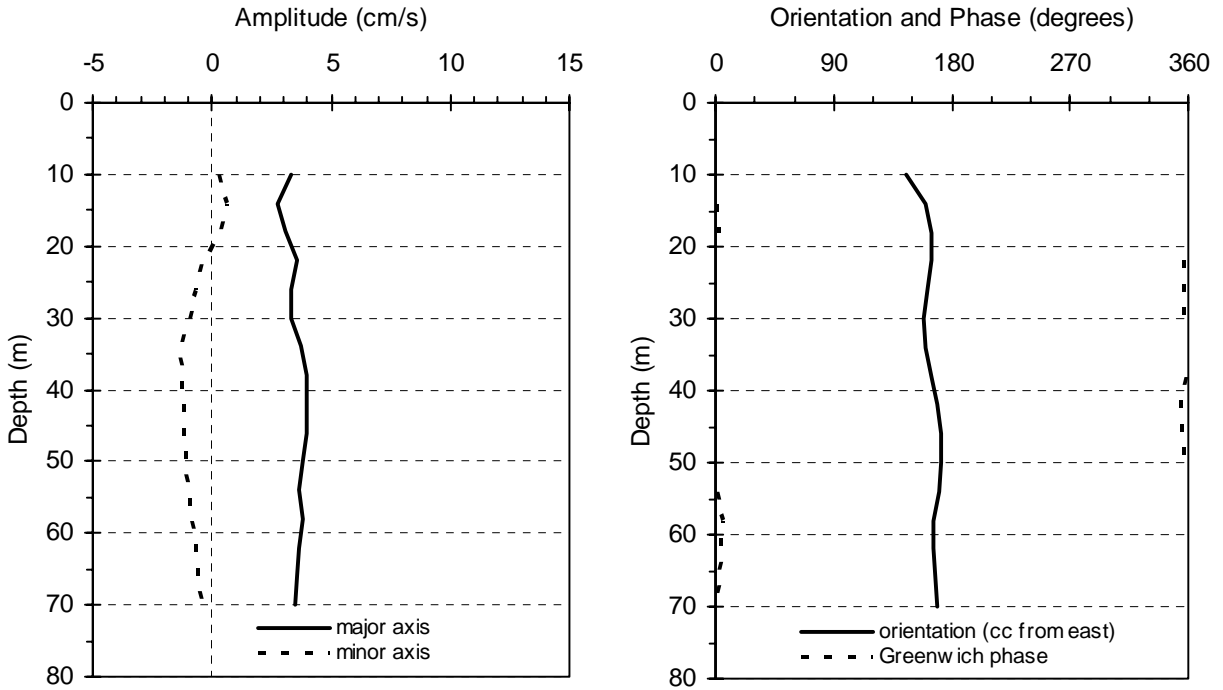 Amplitude (cm/s)
-5 0 5 10 15
0
10
20
30
40
50
60
70
80
Depth (m)
major axis
minor axis
Orientation and Phase (degrees)
0 90 180 270 360
0
10
20
30
40
50
60
70
80
Depth (m)
orientation (cc from east)
Greenwich phase